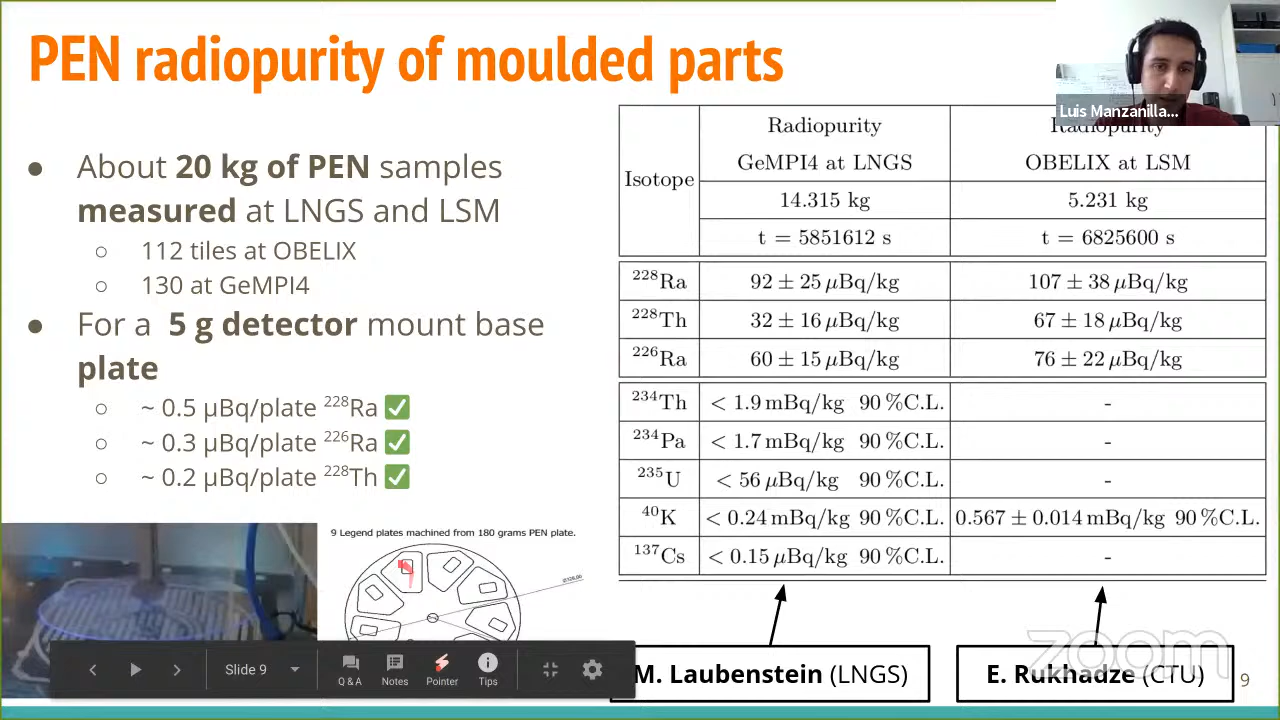 PEN radiopurity of moulded parts
Luis Manzanilla...
● About 20 kg of PEN samples
measured at LNGS and LSM
○ 112 tiles at OBELIX
○ 130 at GeMPI4
● For a 5 g detector mount base
plate
○ ~ 0.5 µBq/plate ²²⁸Ra ✅
○ ~ 0.3 µBq/plate ²²⁶Ra ✅
○ ~ 0.2 µBq/plate ²²⁸Th ✅
Isotope
Radiopurity Radiopurity
GeMPI4 at LNGS OBELIX at LSM
14.315 kg 5.231 kg
t = 5851612 s t = 6825600 s
²²⁸Ra 92 ± 25 µBq/kg 107 ± 38 µBq/kg
²²⁸Th 32 ± 16 µBq/kg 67 ± 18 µBq/kg
²²⁶Ra 60 ± 15 µBq/kg 76 ± 22 µBq/kg
²³⁴Th < 1.9 mBq/kg 90 %C.L. -
²³⁴Pa < 1.7 mBq/kg 90 %C.L. -
²³⁵U < 56 µBq/kg 90 %C.L. -
⁴⁰K < 0.24 mBq/kg 90 %C.L. 0.567 ± 0.014 mBq/kg 90 %C.L.
¹³⁷Cs < 0.15 µBq/kg 90 %C.L. -
9 Legend plates machined from 180 grams PEN plate.
M. Laubenstein (LNGS)
E. Rukhadze (CTU)
zoom
9
Slide 9
Q & A Notes Pointer Tips